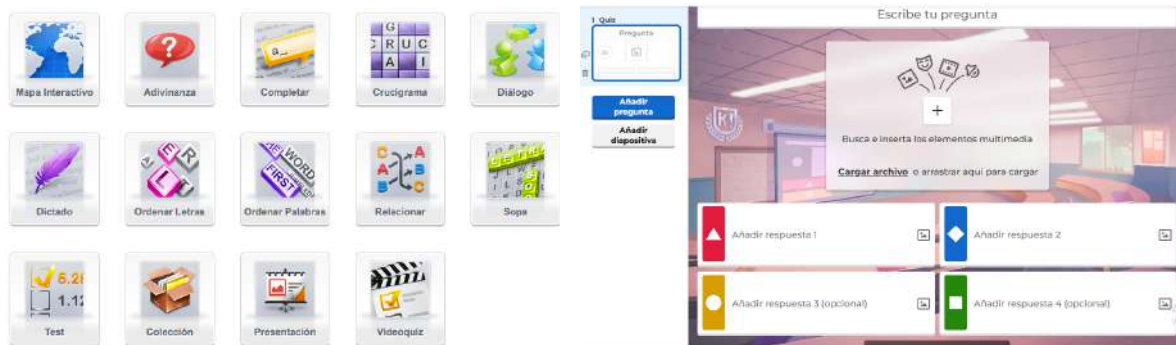 Mapa Interactivo
Adivinanza
a...
Completar
G
C R U C
A I
Crucigrama
Diálogo
Dictado
Ordenar Letras
WORD
FIRST
Ordenar Palabras
C A
A B
B C
Relacionar
Sopa
Test
Colección
Presentación
Videoquiz
1 Quiz
Pregunta
Añadir
pregunta
Añadir
diapositiva
Escribe tu pregunta
Busca e inserta los elementos multimedia
Cargar archivo o arrastrar aquí para cargar
Añadir respuesta 1
Añadir respuesta 2
Añadir respuesta 3 (opcional)
Añadir respuesta 4 (opcional)